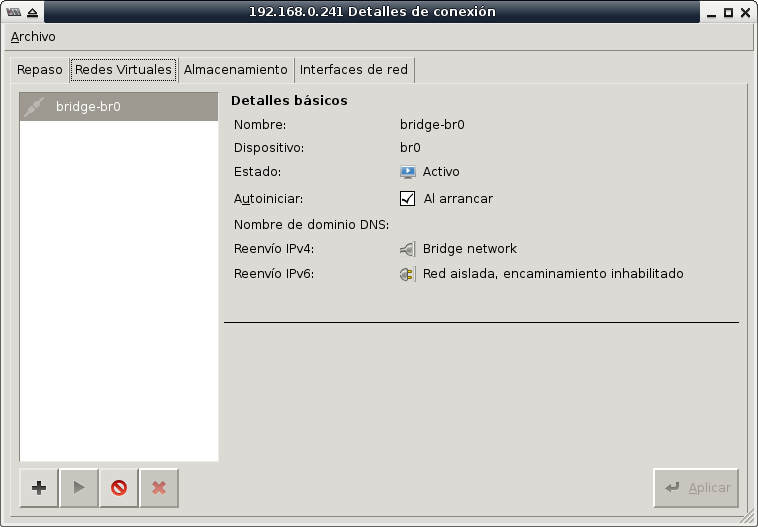 192.168.0.241 Detalles de conexión
Archivo
Repaso Redes Virtuales Almacenamiento Interfaces de red
bridge-br0
Detalles básicos
Nombre: bridge-br0
Dispositivo: br0
Estado: Activo
Autoiniciar: Al arrancar
Nombre de dominio DNS:
Reenvío IPv4: Bridge network
Reenvío IPv6: Red aislada, encaminamiento inhabilitado
Aplicar